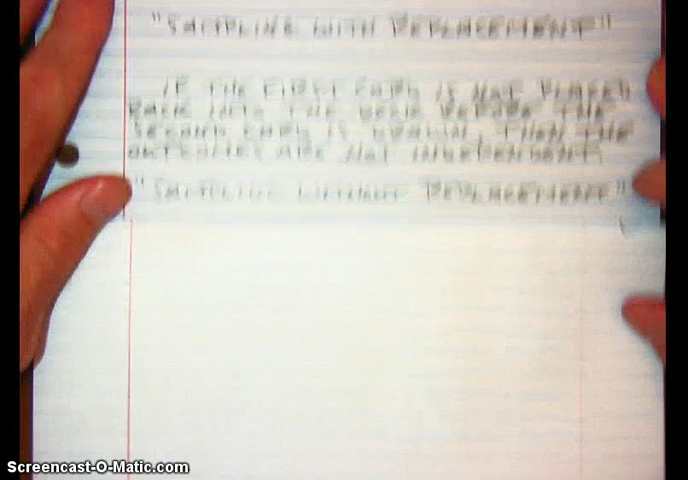 "SAMPLING WITH REPLACEMENT"
IF THE FIRST CARD IS NOT PLACED
BACK INTO THE DECK BEFORE THE
SECOND CARD IS DRAWN, THEN THE
OUTCOMES ARE NOT INDEPENDENT.
"SAMPLING WITHOUT REPLACEMENT"
Screencast-O-Matic.com